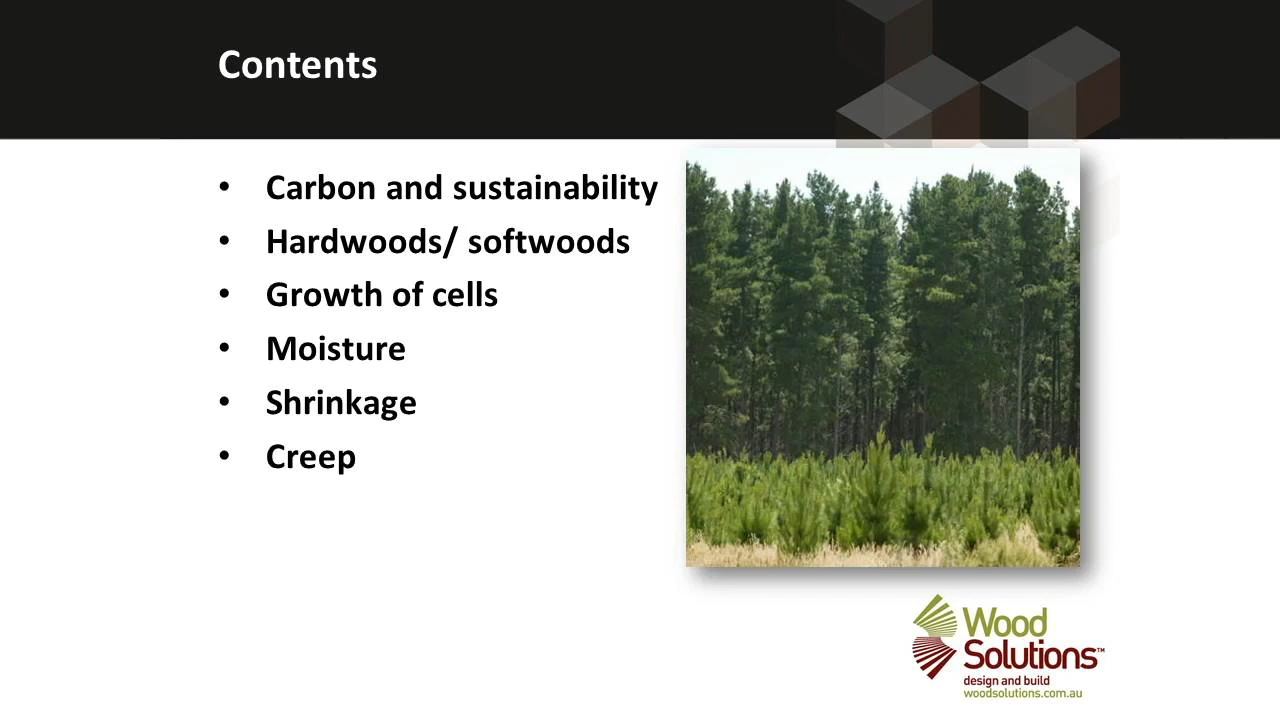 Contents
• Carbon and sustainability
• Hardwoods/ softwoods
• Growth of cells
• Moisture
• Shrinkage
• Creep
Wood
Solutions™
design and build
woodsolutions.com.au